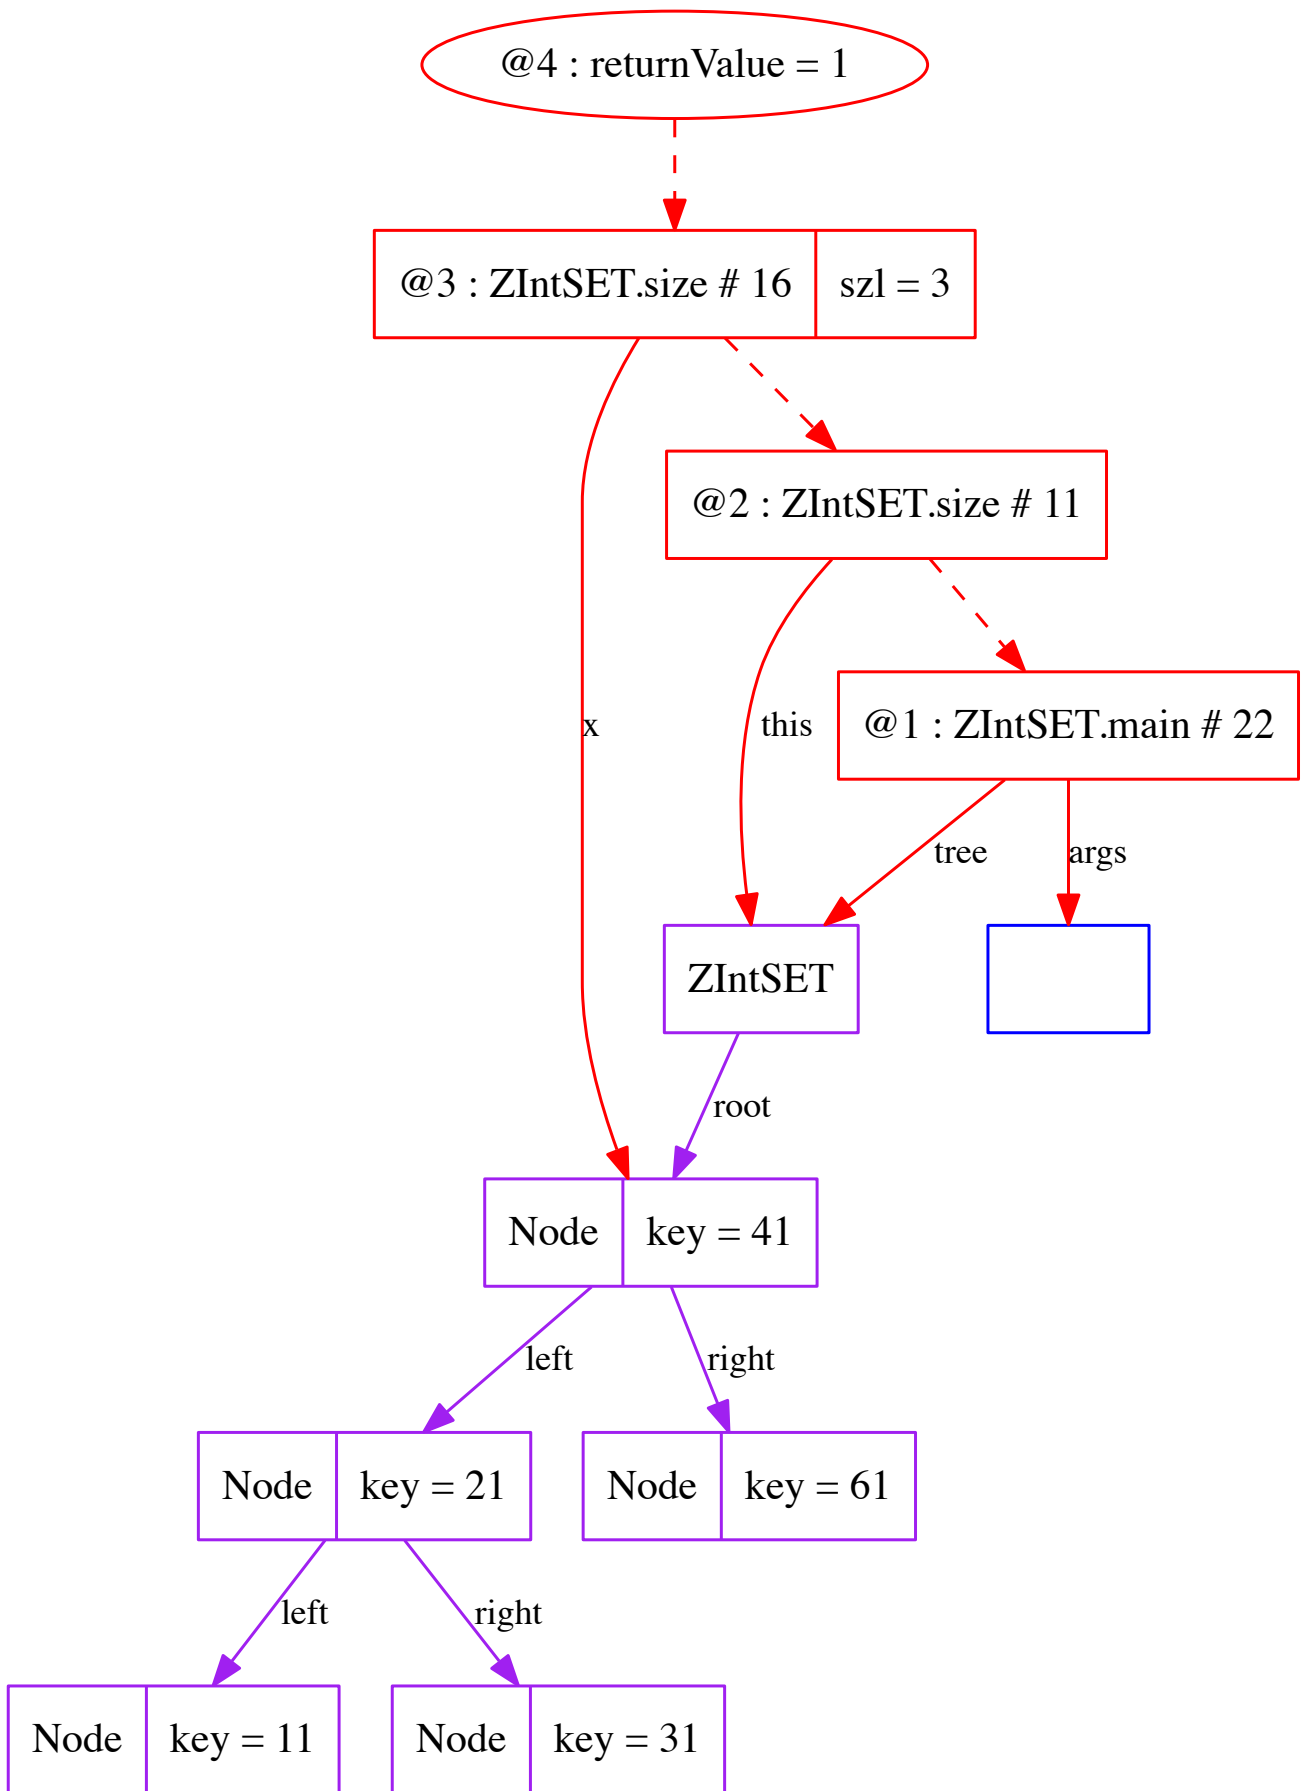 @4 : returnValue = 1
@3 : ZIntSET.size # 16
szl = 3
@2 : ZIntSET.size # 11
x
this
@1 : ZIntSET.main # 22
tree
args
ZIntSET
root
Node
key = 41
left
right
Node
key = 21
Node
key = 61
left
right
Node
key = 11
Node
key = 31